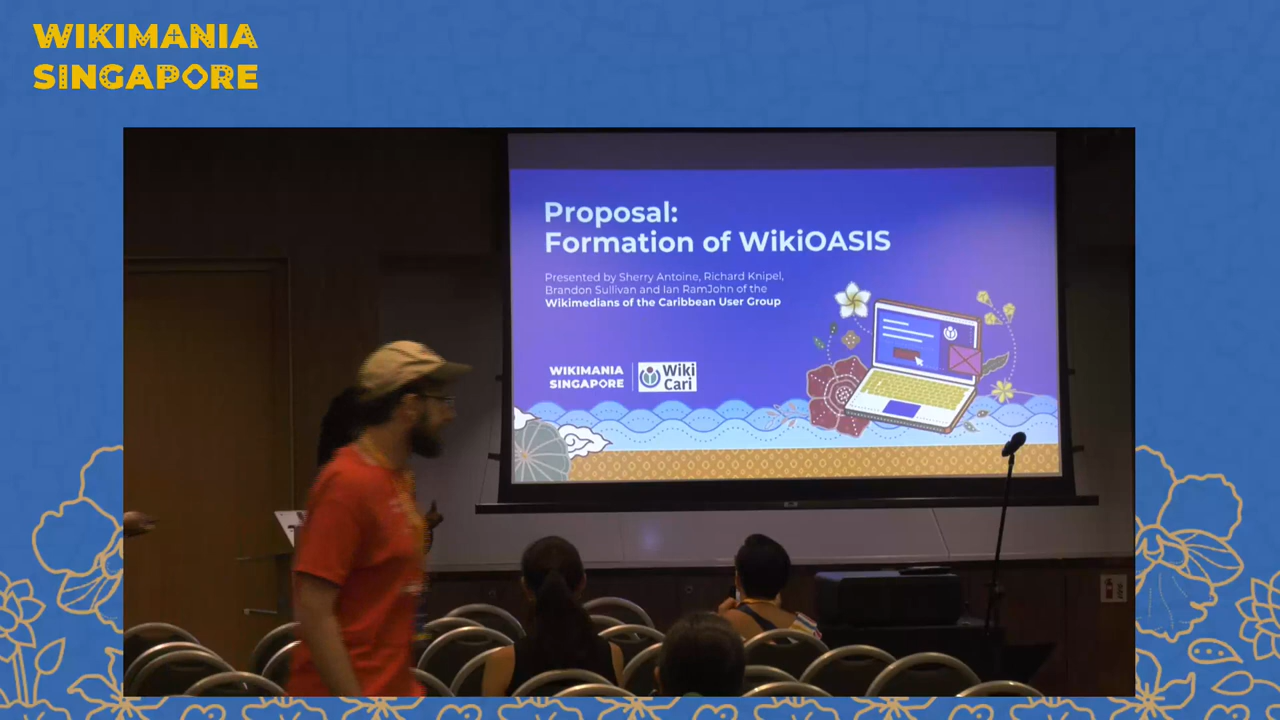 WIKIMANIA
SINGAPORE
Proposal:
Formation of WikiOASIS
Presented by Sherry Antoine, Richard Knipel,
Brandon Sullivan and Ian RamJohn of the
Wikimedians of the Caribbean User Group
WIKIMANIA
SINGAPORE
Wiki
Cari